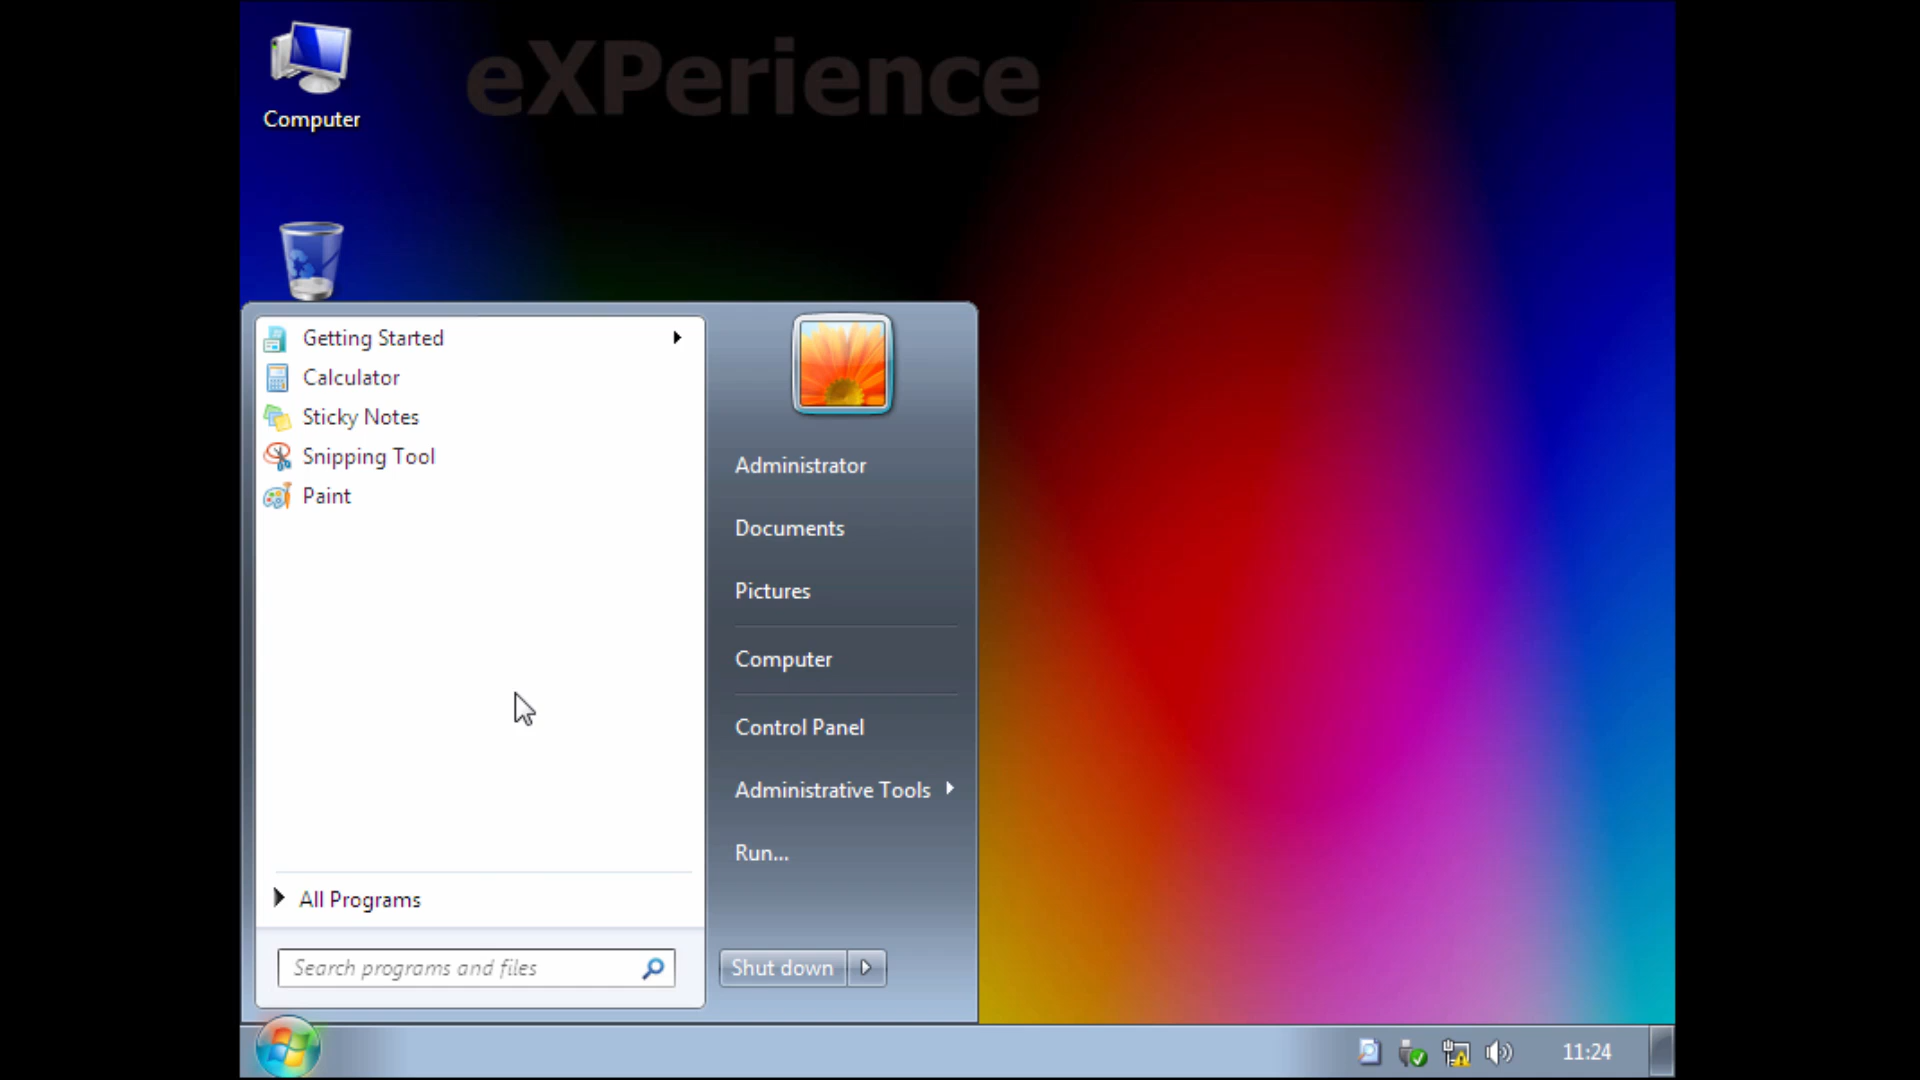 eXPerience
Computer
Getting Started
Calculator
Sticky Notes
Snipping Tool
Paint
All Programs
Search programs and files
Administrator
Documents
Pictures
Computer
Control Panel
Administrative Tools
Run...
Shut down
11:24